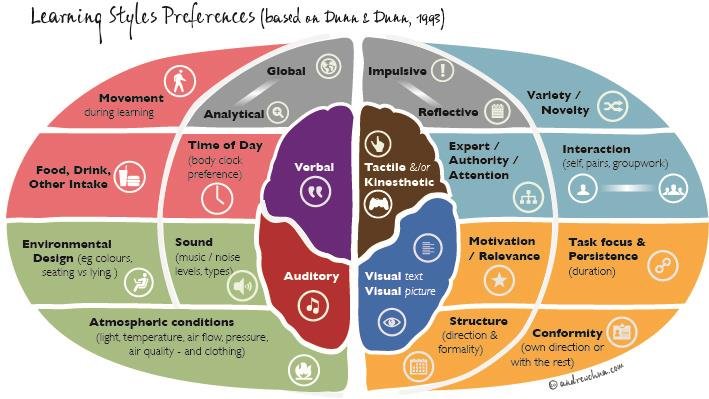 Learning Styles Preferences (based on Dunn & Dunn, 1993)
Global
Analytical
Impulsive
Reflective
Movement
during learning
Time of Day
(body clock
preference)
Food, Drink,
Other Intake
Verbal
Tactile &/or
Kinesthetic
Expert /
Authority /
Attention
Variety /
Novelty
Interaction
(self, pairs, groupwork)
Environmental
Design (eg colours,
seating vs lying )
Sound
(music / noise
levels, types)
Auditory
Visual text
Visual picture
Motivation
/ Relevance
Task focus &
Persistence
(duration)
Atmospheric conditions
(light, temperature, air flow, pressure,
air quality - and clothing)
Structure
(direction &
formality)
Conformity
(own direction or
with the rest)
andrewchua.com